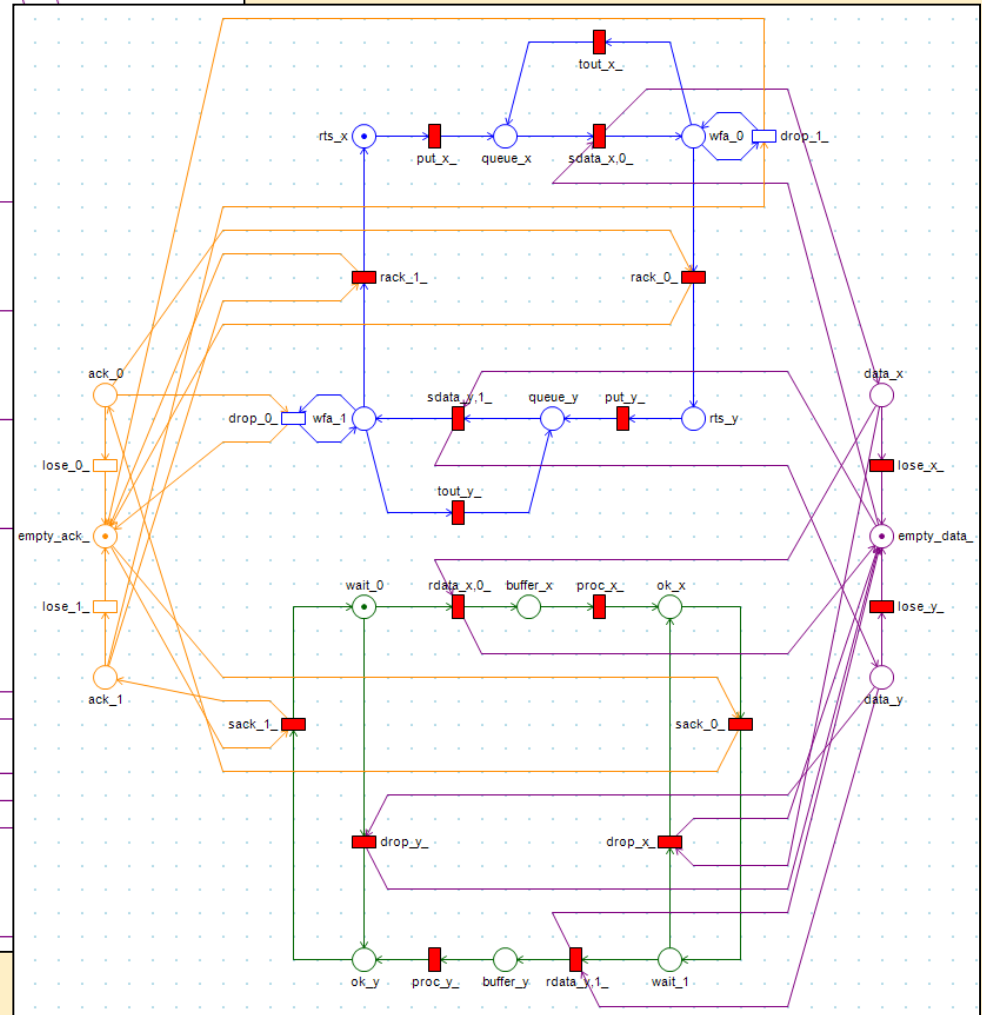 tout_x_
rts_x
put_x_
queue_x
sdata_x,0_
wfa_0
drop_1_
rack_1_
rack_0_
ack_0
data_x
drop_0_
wfa_1
sdata_y,1_
queue_y
put_y_
rts_y
lose_0_
lose_x_
tout_y_
empty_ack_
empty_data_
wait_0
rdata_x,0_
buffer_x
proc_x_
ok_x
lose_1_
lose_y_
ack_1
data_y
sack_1_
sack_0_
drop_y_
drop_x_
ok_y
proc_y_
buffer_y
rdata_y,1_
wait_1